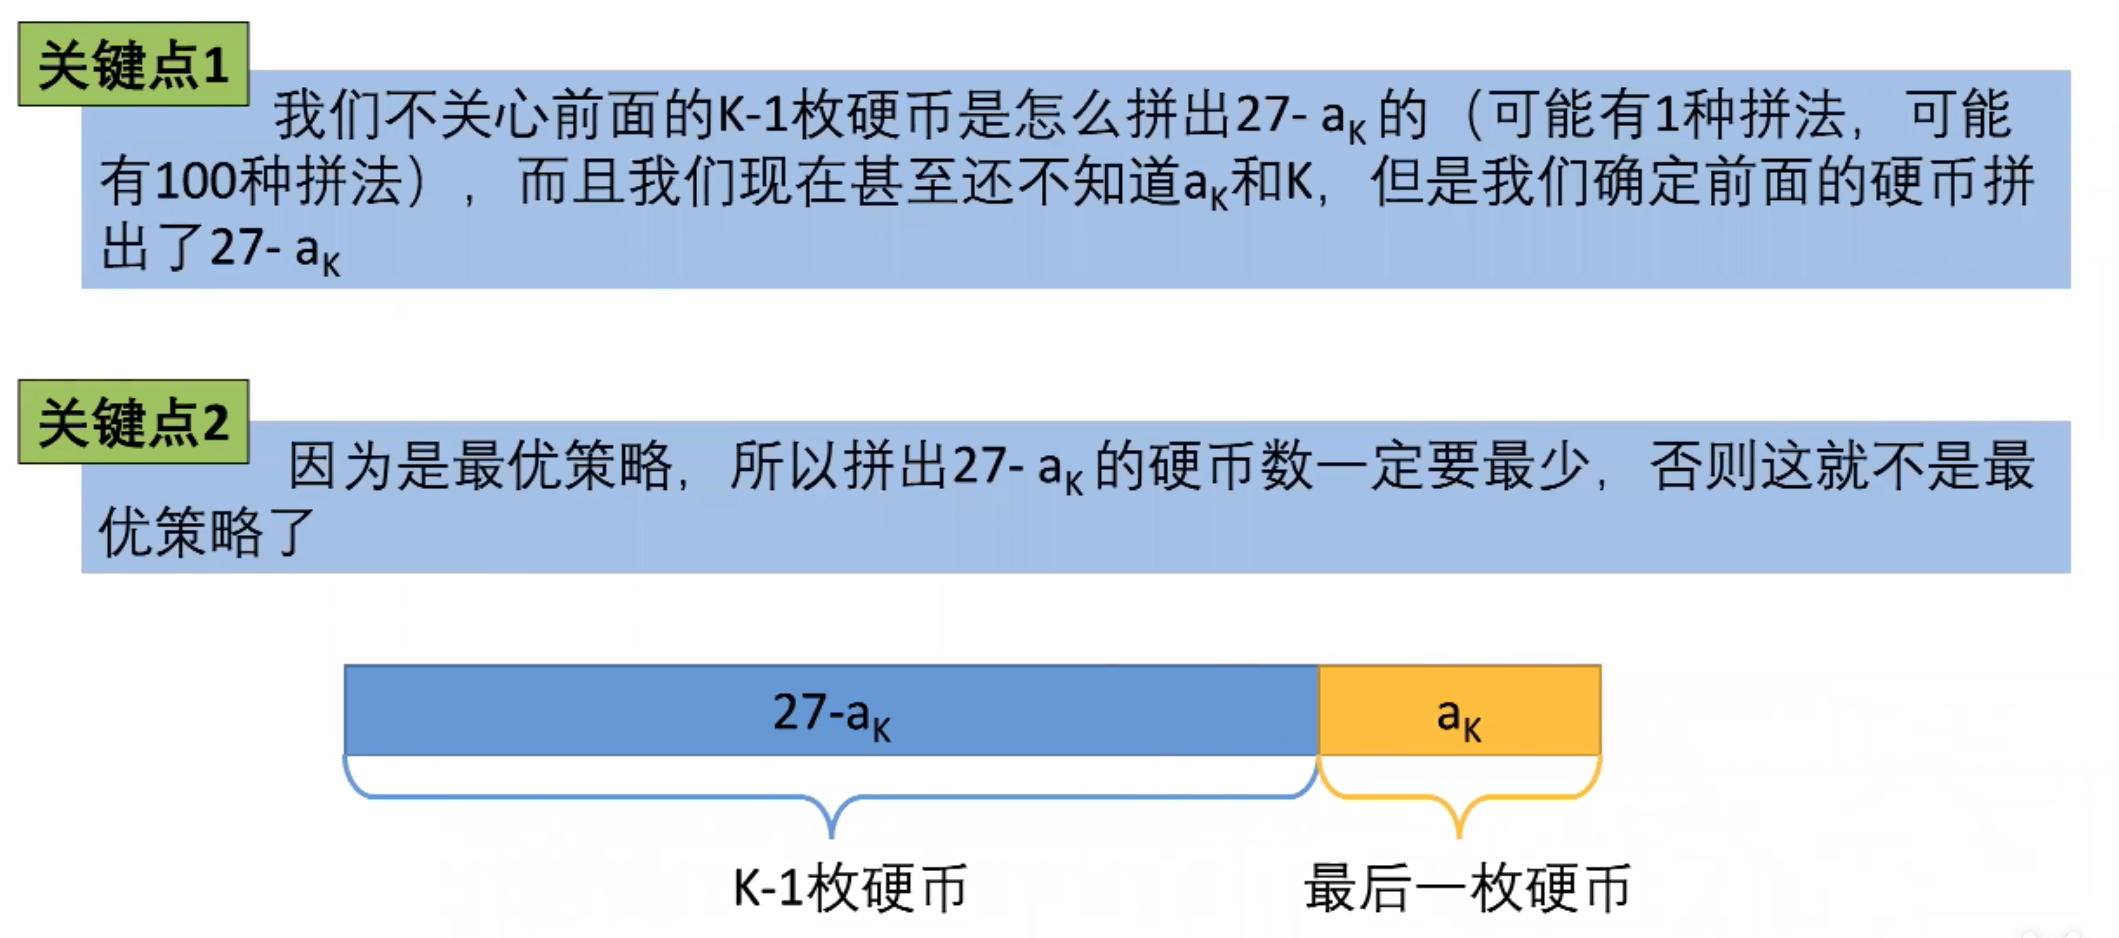 关键点1
我们不关心前面的K-1枚硬币是怎么拼出27- aK 的（可能有1种拼法，可能
有100种拼法），而且我们现在甚至还不知道aK和K，但是我们确定前面的硬币拼
出了27- aK
关键点2
因为是最优策略，所以拼出27- aK 的硬币数一定要最少，否则这就不是最
优策略了
27-aK
aK
K-1枚硬币
最后一枚硬币